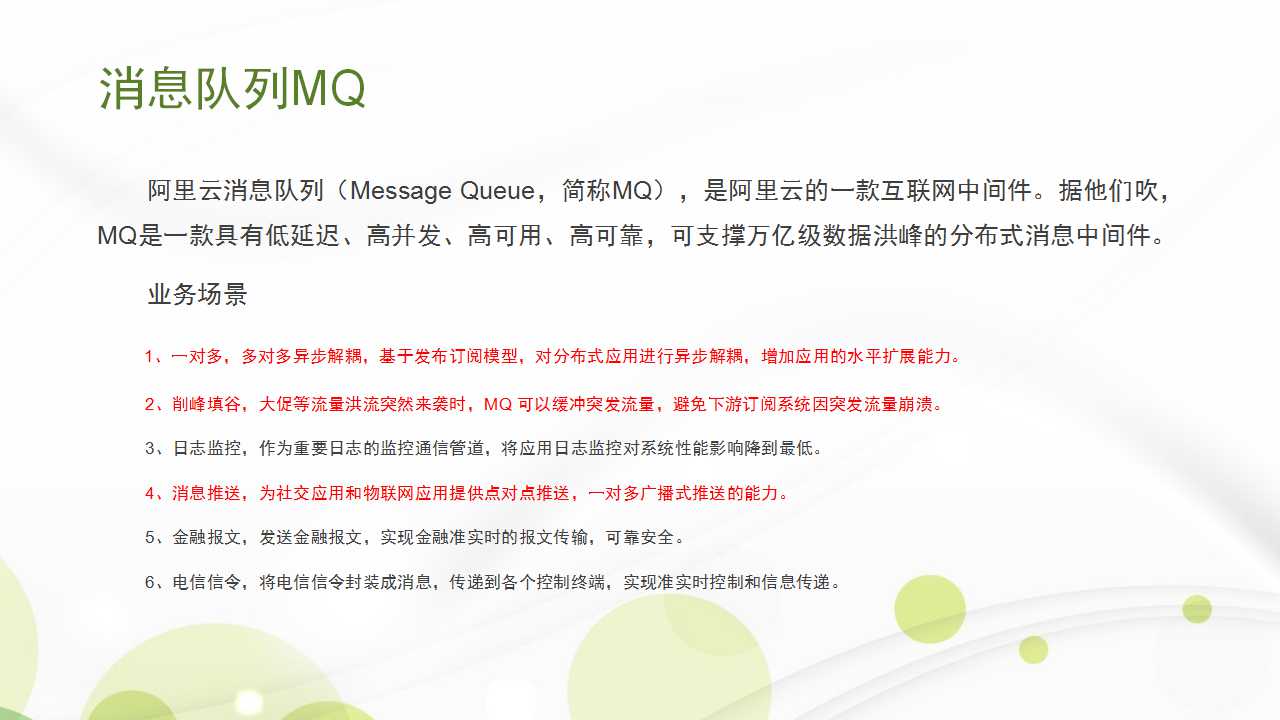 消息队列MQ
阿里云消息队列（Message Queue，简称MQ），是阿里云的一款互联网中间件。据他们吹，
MQ是一款具有低延迟、高并发、高可用、高可靠，可支撑万亿级数据洪峰的分布式消息中间件。
业务场景
1、一对多，多对多异步解耦，基于发布订阅模型，对分布式应用进行异步解耦，增加应用的水平扩展能力。
2、削峰填谷，大促等流量洪流突然来袭时，MQ 可以缓冲突发流量，避免下游订阅系统因突发流量崩溃。
3、日志监控，作为重要日志的监控通信管道，将应用日志监控对系统性能影响降到最低。
4、消息推送，为社交应用和物联网应用提供点对点推送，一对多广播式推送的能力。
5、金融报文，发送金融报文，实现金融准实时的报文传输，可靠安全。
6、电信信令，将电信信令封装成消息，传递到各个控制终端，实现准实时控制和信息传递。